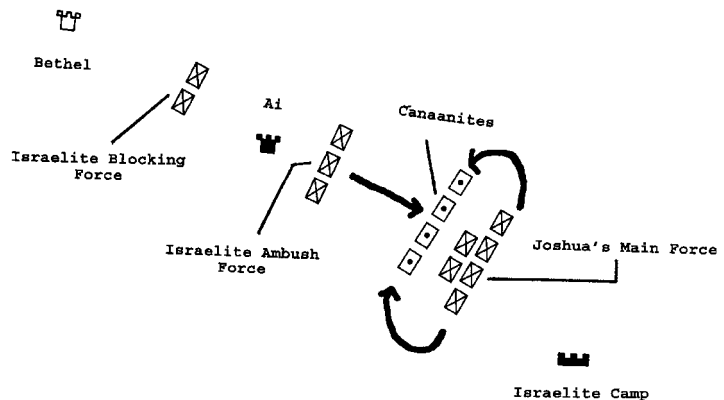 Bethel
Ai
Canaanites
Israelite Blocking
Force
Israelite Ambush
Force
Joshua's Main Force
Israelite Camp